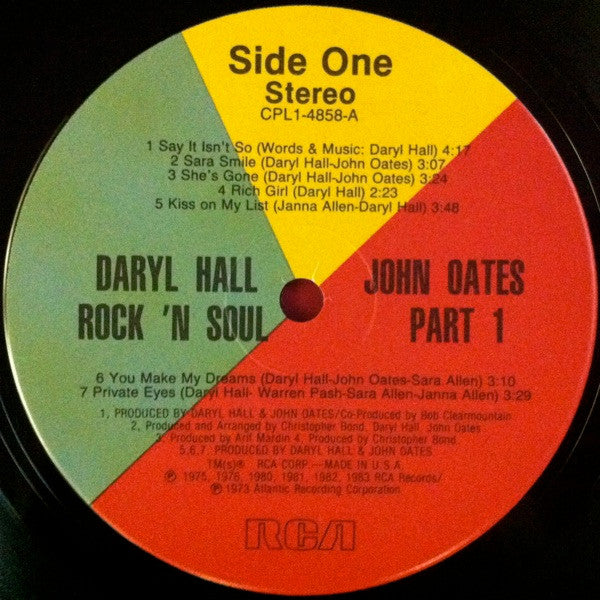 Side One
Stereo
CPL1-4858-A
1 Say It Isn't So (Words & Music: Daryl Hall) 4:17
2 Sara Smile (Daryl Hall-John Oates) 3:07
3 She's Gone (Daryl Hall-John Oates) 3:24
4 Rich Girl (Daryl Hall) 2:23
5 Kiss on My List (Janna Allen-Daryl Hall) 3:48
DARYL HALL JOHN OATES
ROCK 'N SOUL PART 1
6 You Make My Dreams (Daryl Hall-John Oates-Sara Allen) 3:10
7 Private Eyes (Daryl Hall- Warren Pash-Sara Allen-Janna Allen) 3:29
1, PRODUCED BY DARYL HALL & JOHN OATES/Co-Produced by Bob Clearmountain
2, Produced and Arranged by Christopher Bond, Daryl Hall, John Oates
3, Produced by Arif Mardin 4, Produced by Christopher Bond
5,6,7, PRODUCED BY DARYL HALL & JOHN OATES
TM(s)® RCA CORP.—MADE IN U.S.A.
℗ 1975, 1976, 1980, 1981, 1982, 1983 RCA Records/
℗ 1973 Atlantic Recording Corporation
RCA